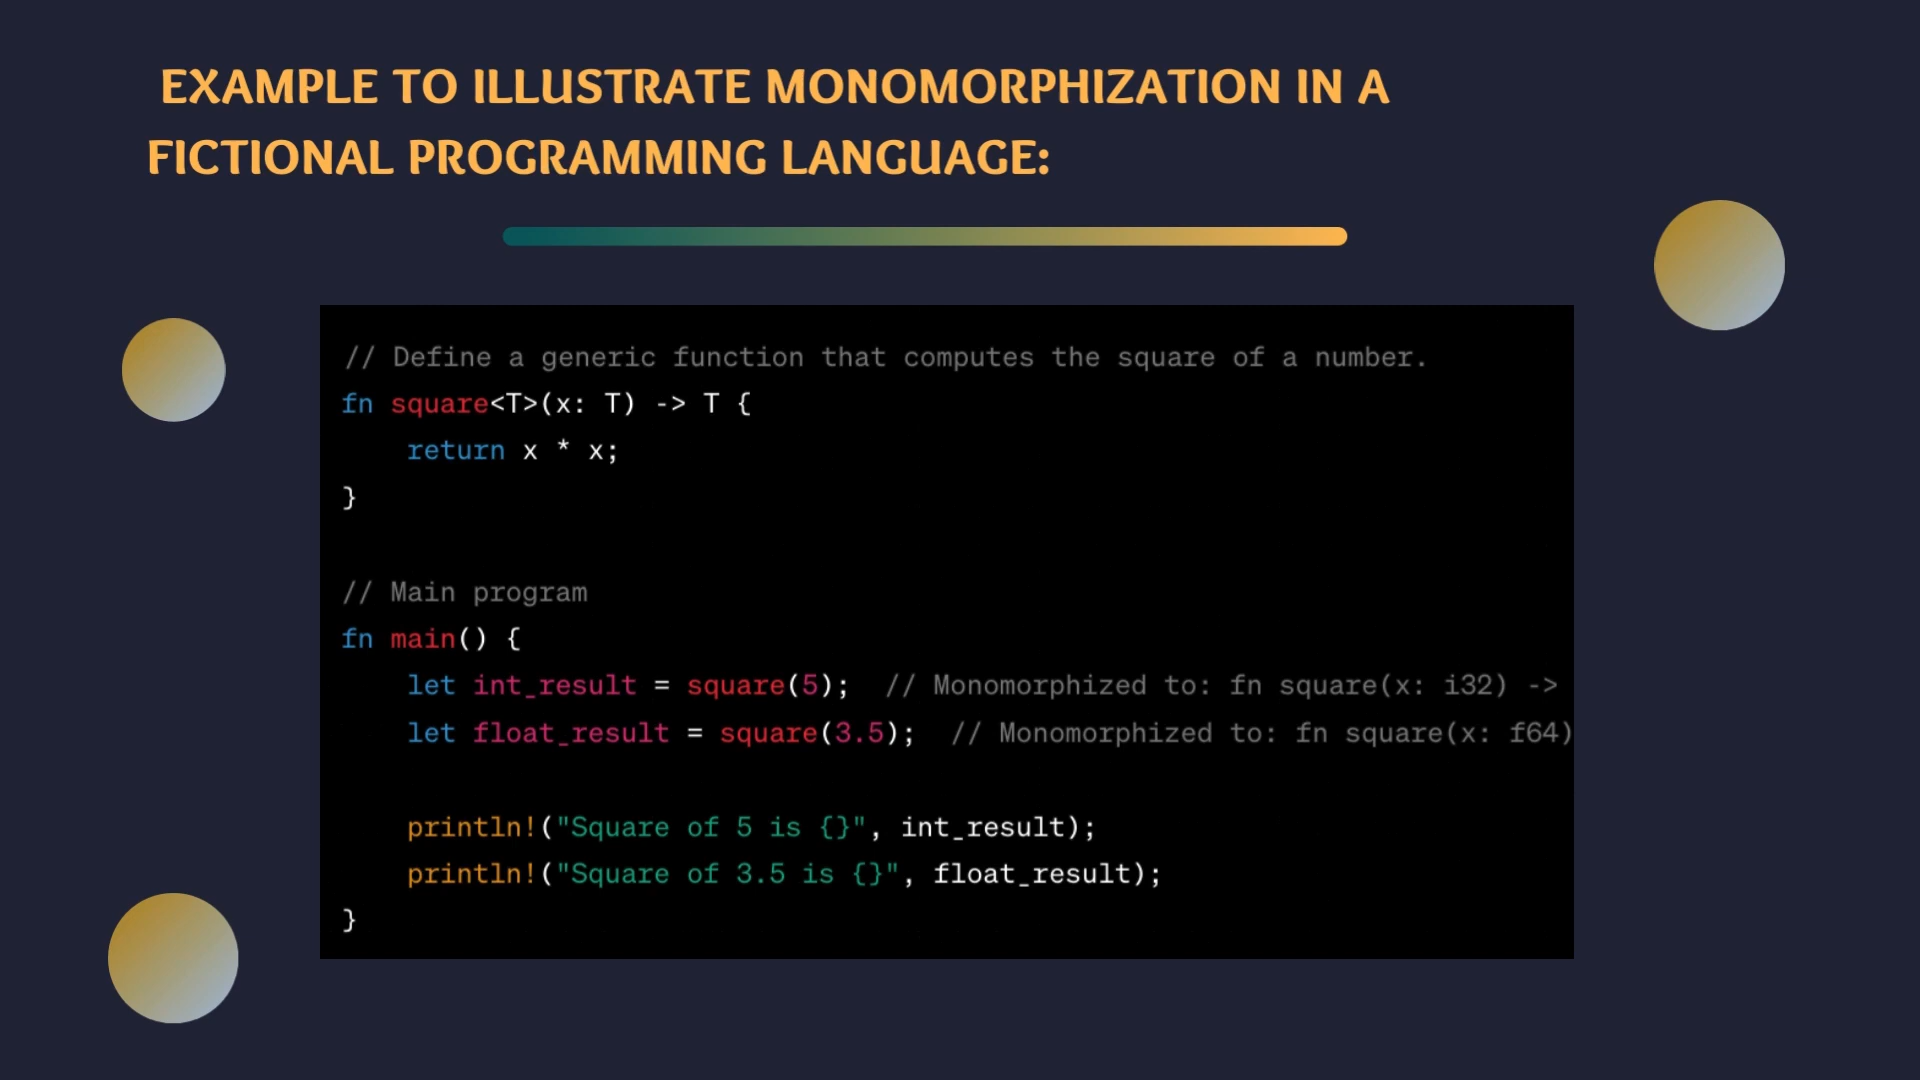 EXAMPLE TO ILLUSTRATE MONOMORPHIZATION IN A
FICTIONAL PROGRAMMING LANGUAGE:
// Define a generic function that computes the square of a number.
fn square<T>(x: T) -> T {
    return x * x;
}
// Main program
fn main() {
    let int_result = square(5);  // Monomorphized to: fn square(x: i32) ->
    let float_result = square(3.5);  // Monomorphized to: fn square(x: f64)
    println!("Square of 5 is {}", int_result);
    println!("Square of 3.5 is {}", float_result);
}